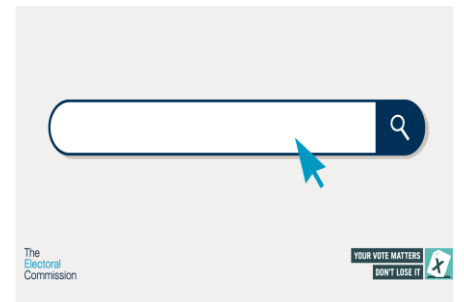 The
Electoral
Commission
YOUR VOTE MATTERS
DON'T LOSE IT